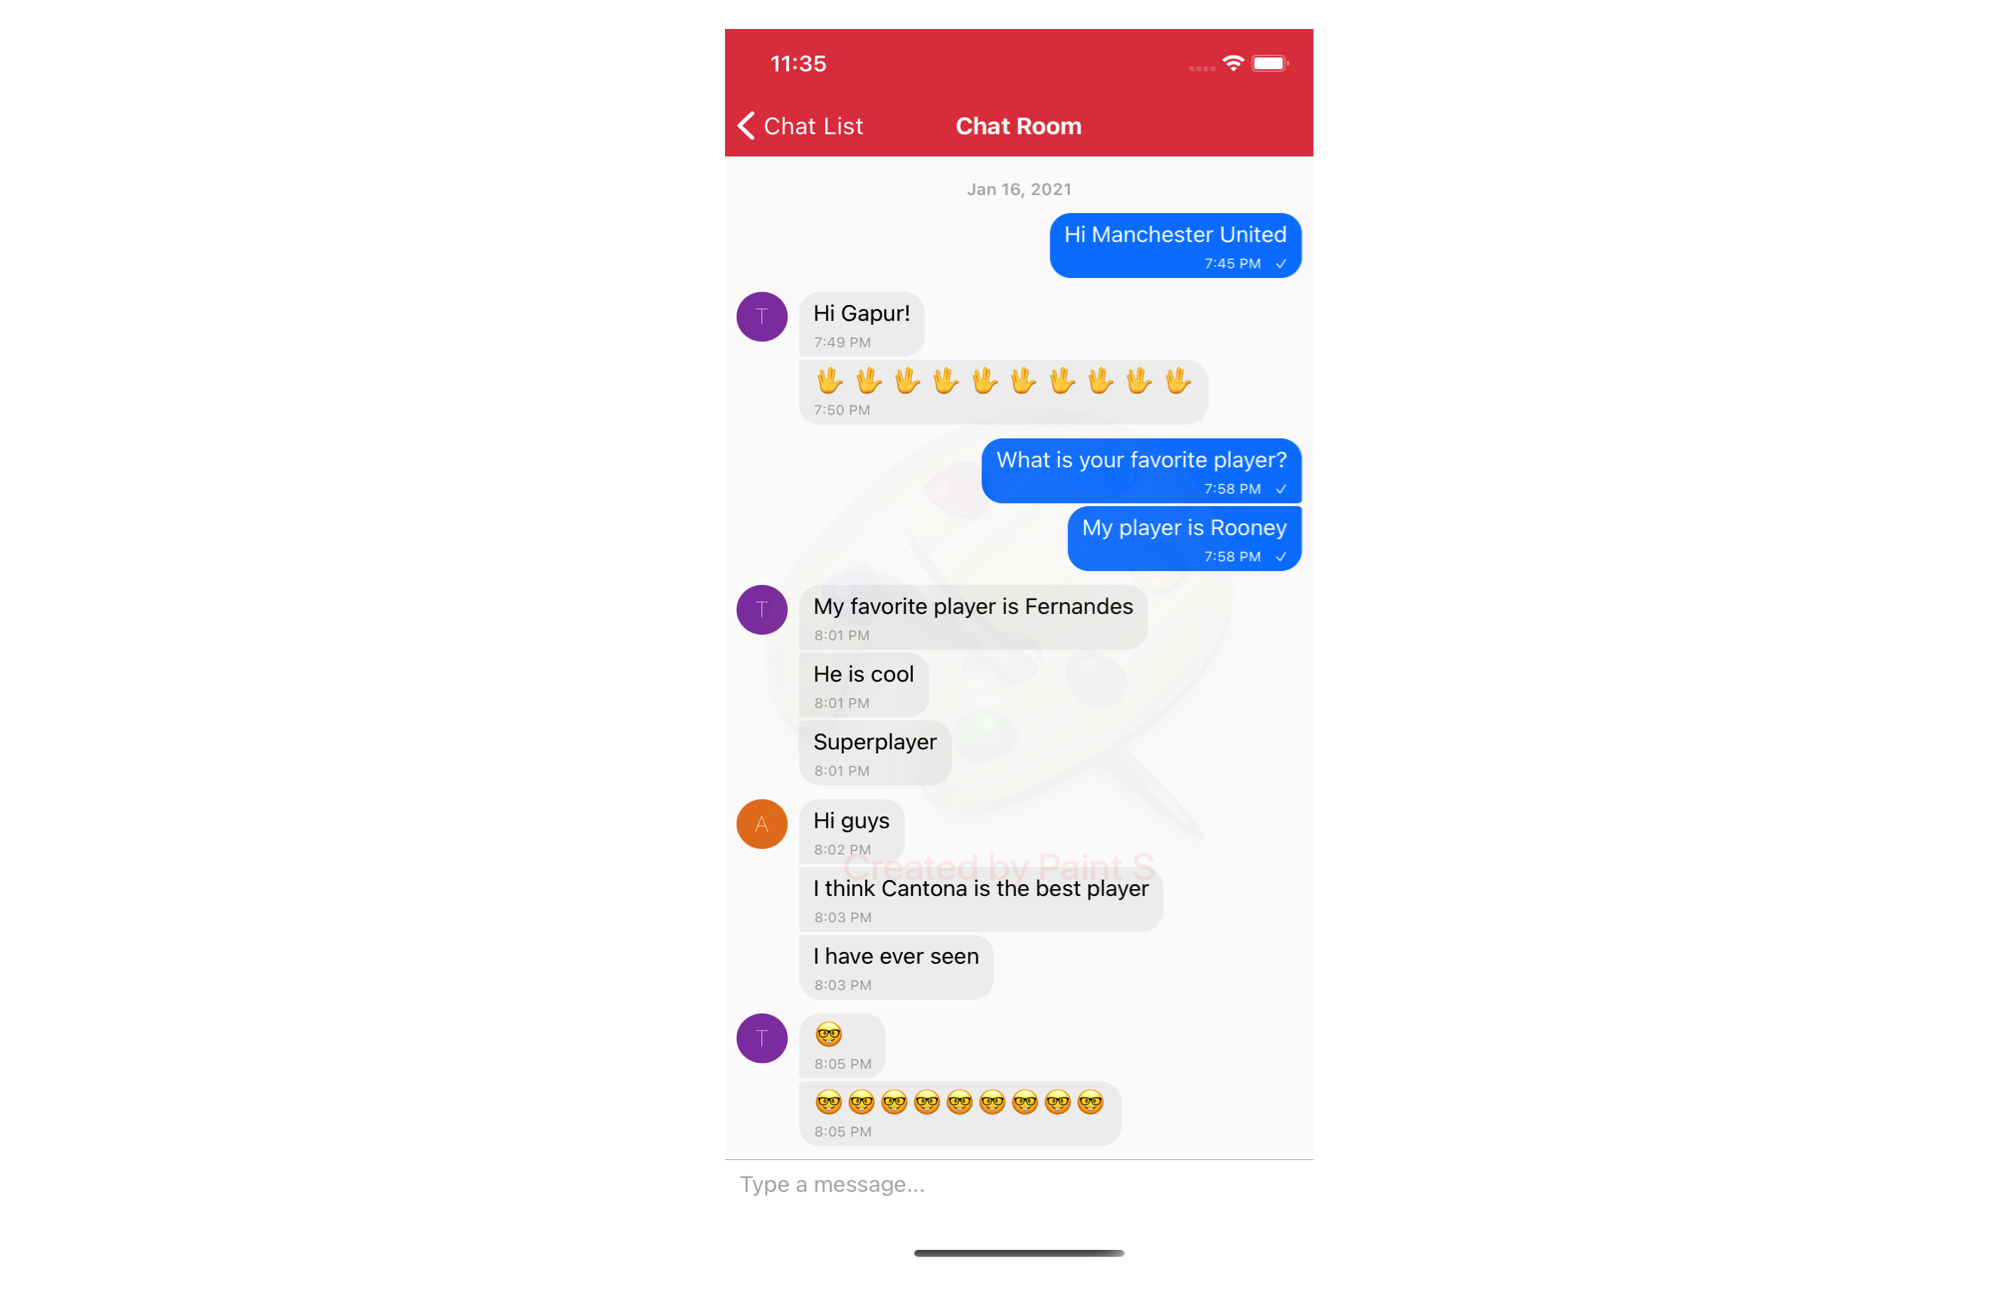 11:35
Chat List
Chat Room
Jan 16, 2021
Hi Manchester United
7:45 PM ✓
T
Hi Gapur!
7:49 PM
🖖 🖖 🖖 🖖 🖖 🖖 🖖 🖖 🖖 🖖
7:50 PM
What is your favorite player?
7:58 PM ✓
My player is Rooney
7:58 PM ✓
T
My favorite player is Fernandes
8:01 PM
He is cool
8:01 PM
Superplayer
8:01 PM
A
Hi guys
8:02 PM
Created by Paint S
I think Cantona is the best player
8:03 PM
I have ever seen
8:03 PM
T
🤓
8:05 PM
🤓🤓🤓🤓🤓🤓🤓🤓🤓
8:05 PM
Type a message...